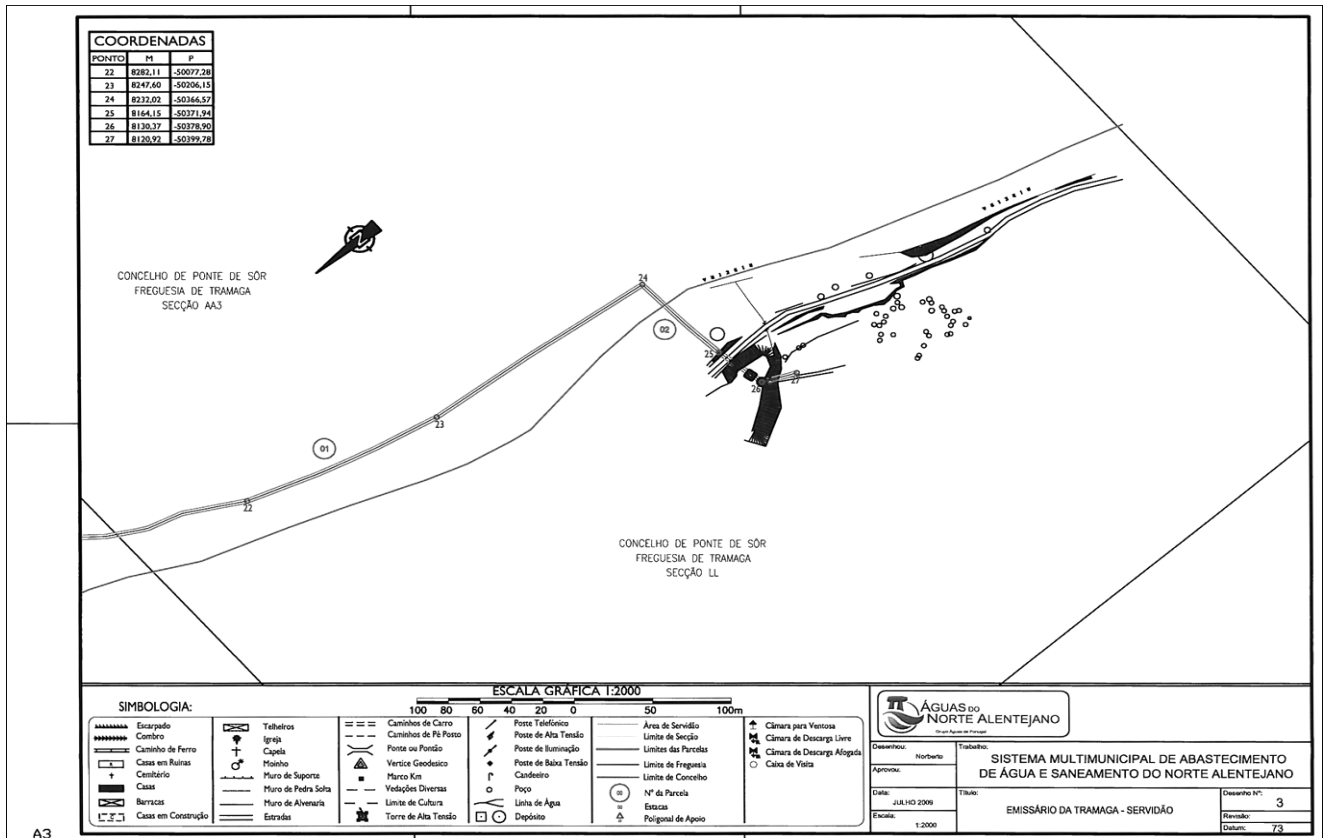 COORDENADAS
PONTO M P
22 8282,11 -50077,28
23 8247,60 -50206,15
24 8232,02 -50366,57
25 8164,15 -50371,94
26 8130,37 -50378,90
27 8120,92 -50399,78
CONCELHO DE PONTE DE SÔR
FREGUESIA DE TRAMAGA
SECÇÃO AA3
24
02
25
26
27
23
01
22
CONCELHO DE PONTE DE SÔR
FREGUESIA DE TRAMAGA
SECÇÃO LL
ESCALA GRÁFICA 1:2000
100 80 60 40 20 0 50 100m
SIMBOLOGIA:
Escarpado
Combro
Caminho de Ferro
Casas em Ruinas
Cemitério
Casas
Barracas
Casas em Construção
Telheiros
Igreja
Capela
Moinho
Muro de Suporte
Muro de Pedra Solta
Muro de Alvenaria
Estradas
Caminhos de Carro
Caminhos de Pé Posto
Ponte ou Pontão
Vertice Geodesico
Marco Km
Vedações Diversas
Limite de Cultura
Torre de Alta Tensão
Poste Telefónico
Poste de Alta Tensão
Poste de Iluminação
Poste de Baixa Tensão
Candeeiro
Poço
Linha de Água
Depósito
Área de Servidão
Limite de Secção
Limites das Parcelas
Limite de Freguesia
Limite de Concelho
Nº da Parcela
Estacas
Poligonal de Apoio
Câmara para Ventosa
Câmara de Descarga Livre
Câmara de Descarga Afogada
Caixa de Visita
ÁGUAS DO
NORTE ALENTEJANO
Grupo Águas de Portugal
Desenhou:
Norberto
Aprovou:
Data:
JULHO 2009
Escala:
1:2000
Trabalho:
SISTEMA MULTIMUNICIPAL DE ABASTECIMENTO
DE ÁGUA E SANEAMENTO DO NORTE ALENTEJANO
Título:
EMISSÁRIO DA TRAMAGA - SERVIDÃO
Desenho Nº:
3
Revisão:
Datum: 73
A3